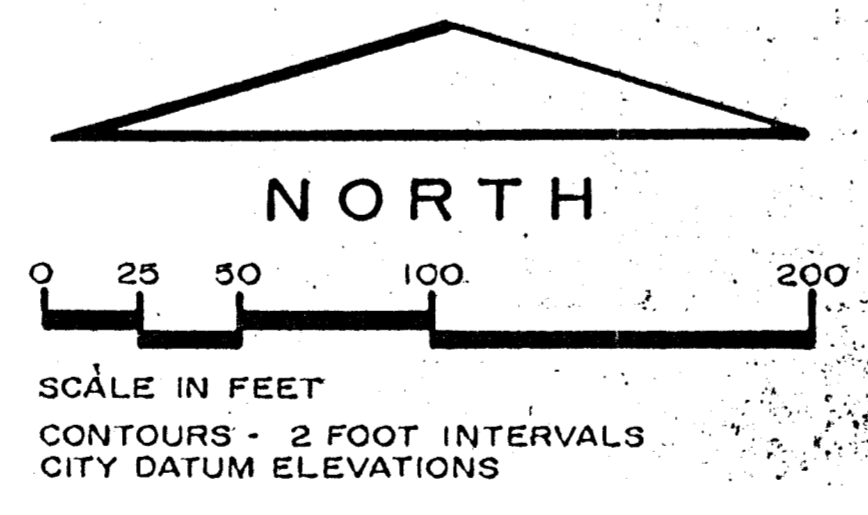 NORTH
0 25 50 100 200
SCALE IN FEET
CONTOURS - 2 FOOT INTERVALS
CITY DATUM ELEVATIONS